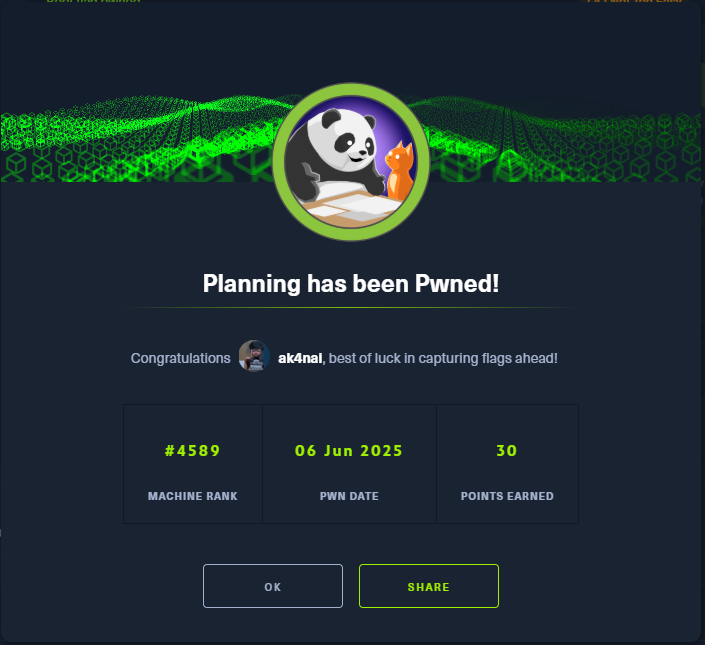 Planning has been Pwned!
Congratulations ak4nai, best of luck in capturing flags ahead!
#4589 06 Jun 2025 30
MACHINE RANK PWN DATE POINTS EARNED
OK SHARE